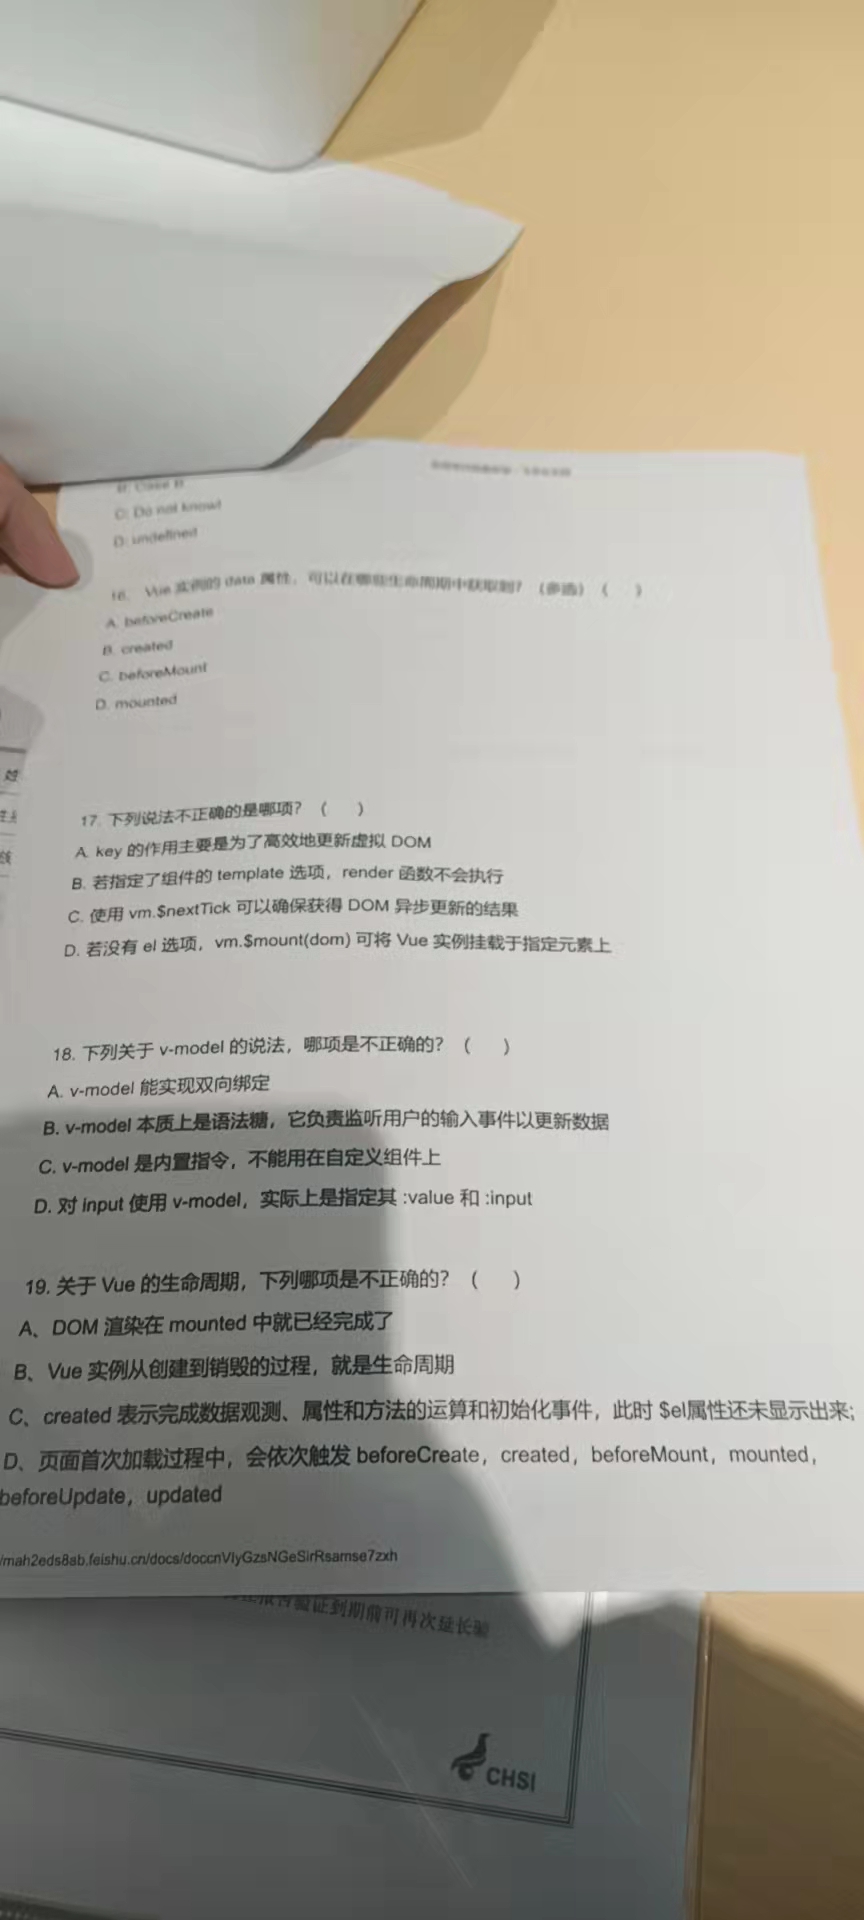 C. Do not know!
D. undefined
16. Vue 实例的 data 属性，可以在哪些生命周期中获取到？（多选）（ ）
A. beforeCreate
B. created
C. beforeMount
D. mounted
姓
17. 下列说法不正确的是哪项？（ ）
A. key 的作用主要是为了高效地更新虚拟 DOM
B. 若指定了组件的 template 选项，render 函数不会执行
C. 使用 vm.$nextTick 可以确保获得 DOM 异步更新的结果
D. 若没有 el 选项，vm.$mount(dom) 可将 Vue 实例挂载于指定元素上
18. 下列关于 v-model 的说法，哪项是不正确的？（ ）
A. v-model 能实现双向绑定
B. v-model 本质上是语法糖，它负责监听用户的输入事件以更新数据
C. v-model 是内置指令，不能用在自定义组件上
D. 对 input 使用 v-model，实际上是指定其 :value 和 :input
19. 关于 Vue 的生命周期，下列哪项是不正确的？（ ）
A、DOM 渲染在 mounted 中就已经完成了
B、Vue 实例从创建到销毁的过程，就是生命周期
C、created 表示完成数据观测、属性和方法的运算和初始化事件，此时 $el属性还未显示出来;
D、页面首次加载过程中，会依次触发 beforeCreate，created，beforeMount，mounted，
beforeUpdate，updated
/mah2eds8ab.feishu.cn/docs/doccnVlyGzsNGeSirRsamse7zxh
报告验证到期前可再次延长验
CHSI